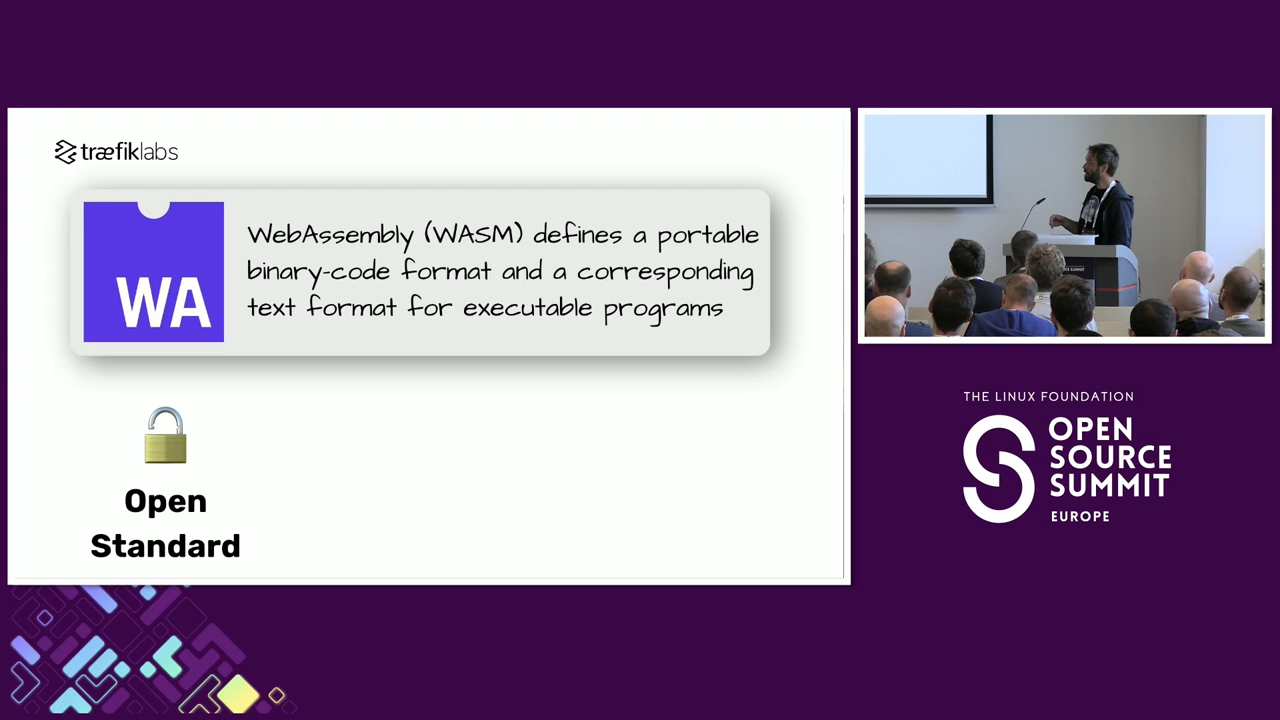 træfiklabs
WA
WebAssembly (WASM) defines a portable
binary-code format and a corresponding
text format for executable programs
Open
Standard
THE LINUX FOUNDATION
OPEN
SOURCE
SUMMIT
EUROPE